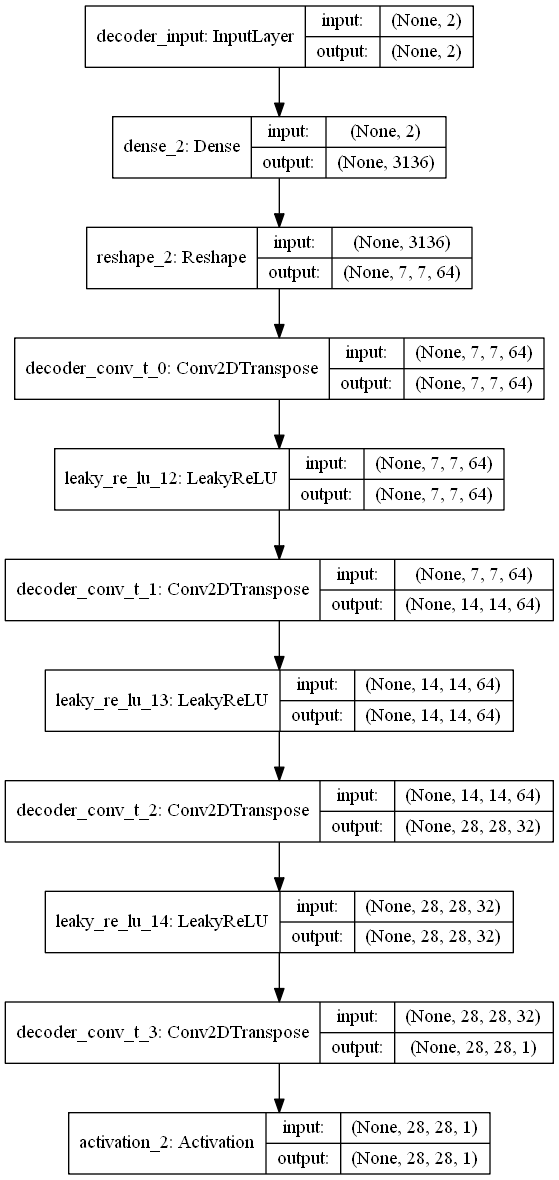 decoder_input: InputLayer
input: (None, 2)
output: (None, 2)
dense_2: Dense
input: (None, 2)
output: (None, 3136)
reshape_2: Reshape
input: (None, 3136)
output: (None, 7, 7, 64)
decoder_conv_t_0: Conv2DTranspose
input: (None, 7, 7, 64)
output: (None, 7, 7, 64)
leaky_re_lu_12: LeakyReLU
input: (None, 7, 7, 64)
output: (None, 7, 7, 64)
decoder_conv_t_1: Conv2DTranspose
input: (None, 7, 7, 64)
output: (None, 14, 14, 64)
leaky_re_lu_13: LeakyReLU
input: (None, 14, 14, 64)
output: (None, 14, 14, 64)
decoder_conv_t_2: Conv2DTranspose
input: (None, 14, 14, 64)
output: (None, 28, 28, 32)
leaky_re_lu_14: LeakyReLU
input: (None, 28, 28, 32)
output: (None, 28, 28, 32)
decoder_conv_t_3: Conv2DTranspose
input: (None, 28, 28, 32)
output: (None, 28, 28, 1)
activation_2: Activation
input: (None, 28, 28, 1)
output: (None, 28, 28, 1)